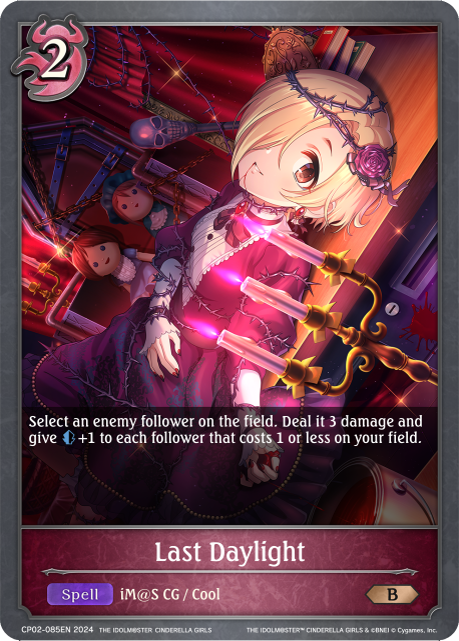 2
Select an enemy follower on the field. Deal it 3 damage and
give +1 to each follower that costs 1 or less on your field.
Last Daylight
Spell iM@S CG / Cool B
CP02-085EN 2024 THE IDOLM@STER CINDERELLA GIRLS THE IDOLM@STER™ CINDERELLA GIRLS & ©BNEI © Cygames, Inc.